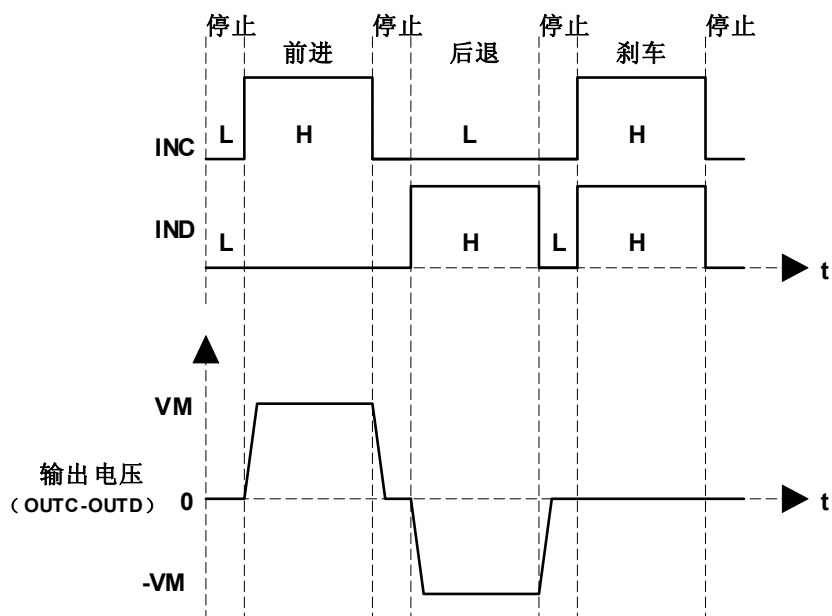 停止 停止 停止 停止
前进 后退 刹车
INC L H L H
IND L H L H
t
VM
输出电压
（OUTC-OUTD） 0 t
-VM